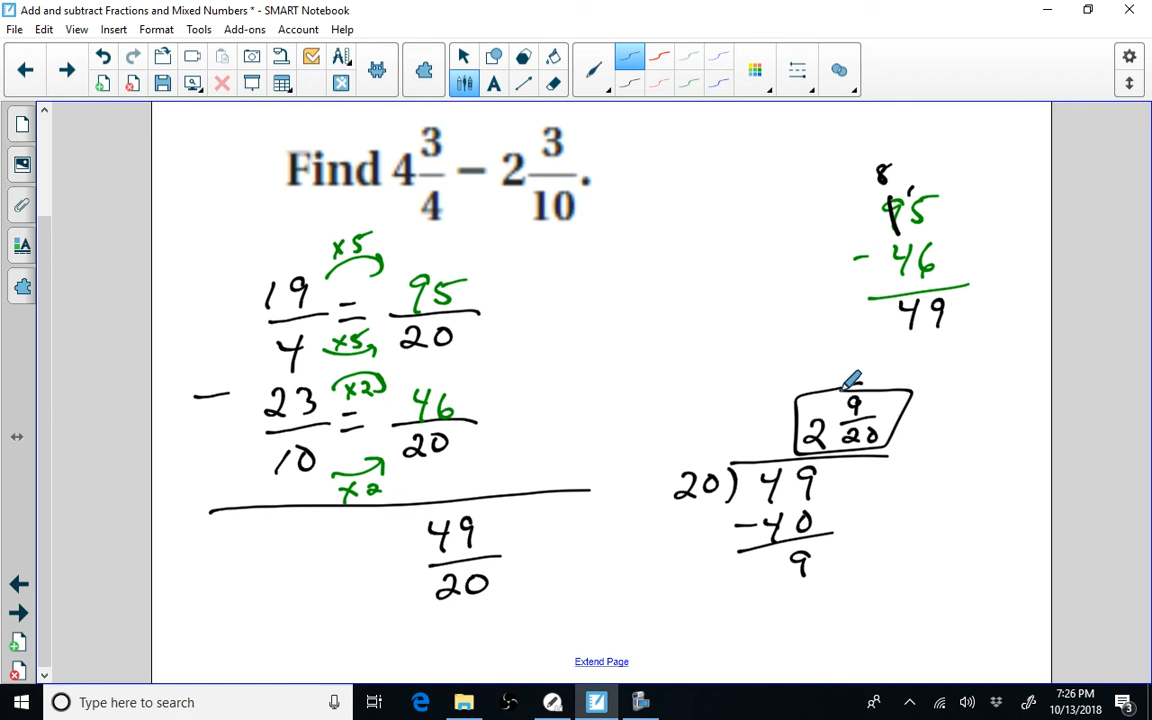 Add and subtract Fractions and Mixed Numbers * - SMART Notebook
File Edit View Insert Format Tools Add-ons Account Help
Find 4 3/4 − 2 3/10.
8
9 ¹5
- 46
49
×5
19/4 = 95/20
×5
×2
− 23/10 = 46/20
×2
49/20
2 9/20
20) 49
-40
9
Extend Page
Type here to search
7:26 PM
10/13/2018
3